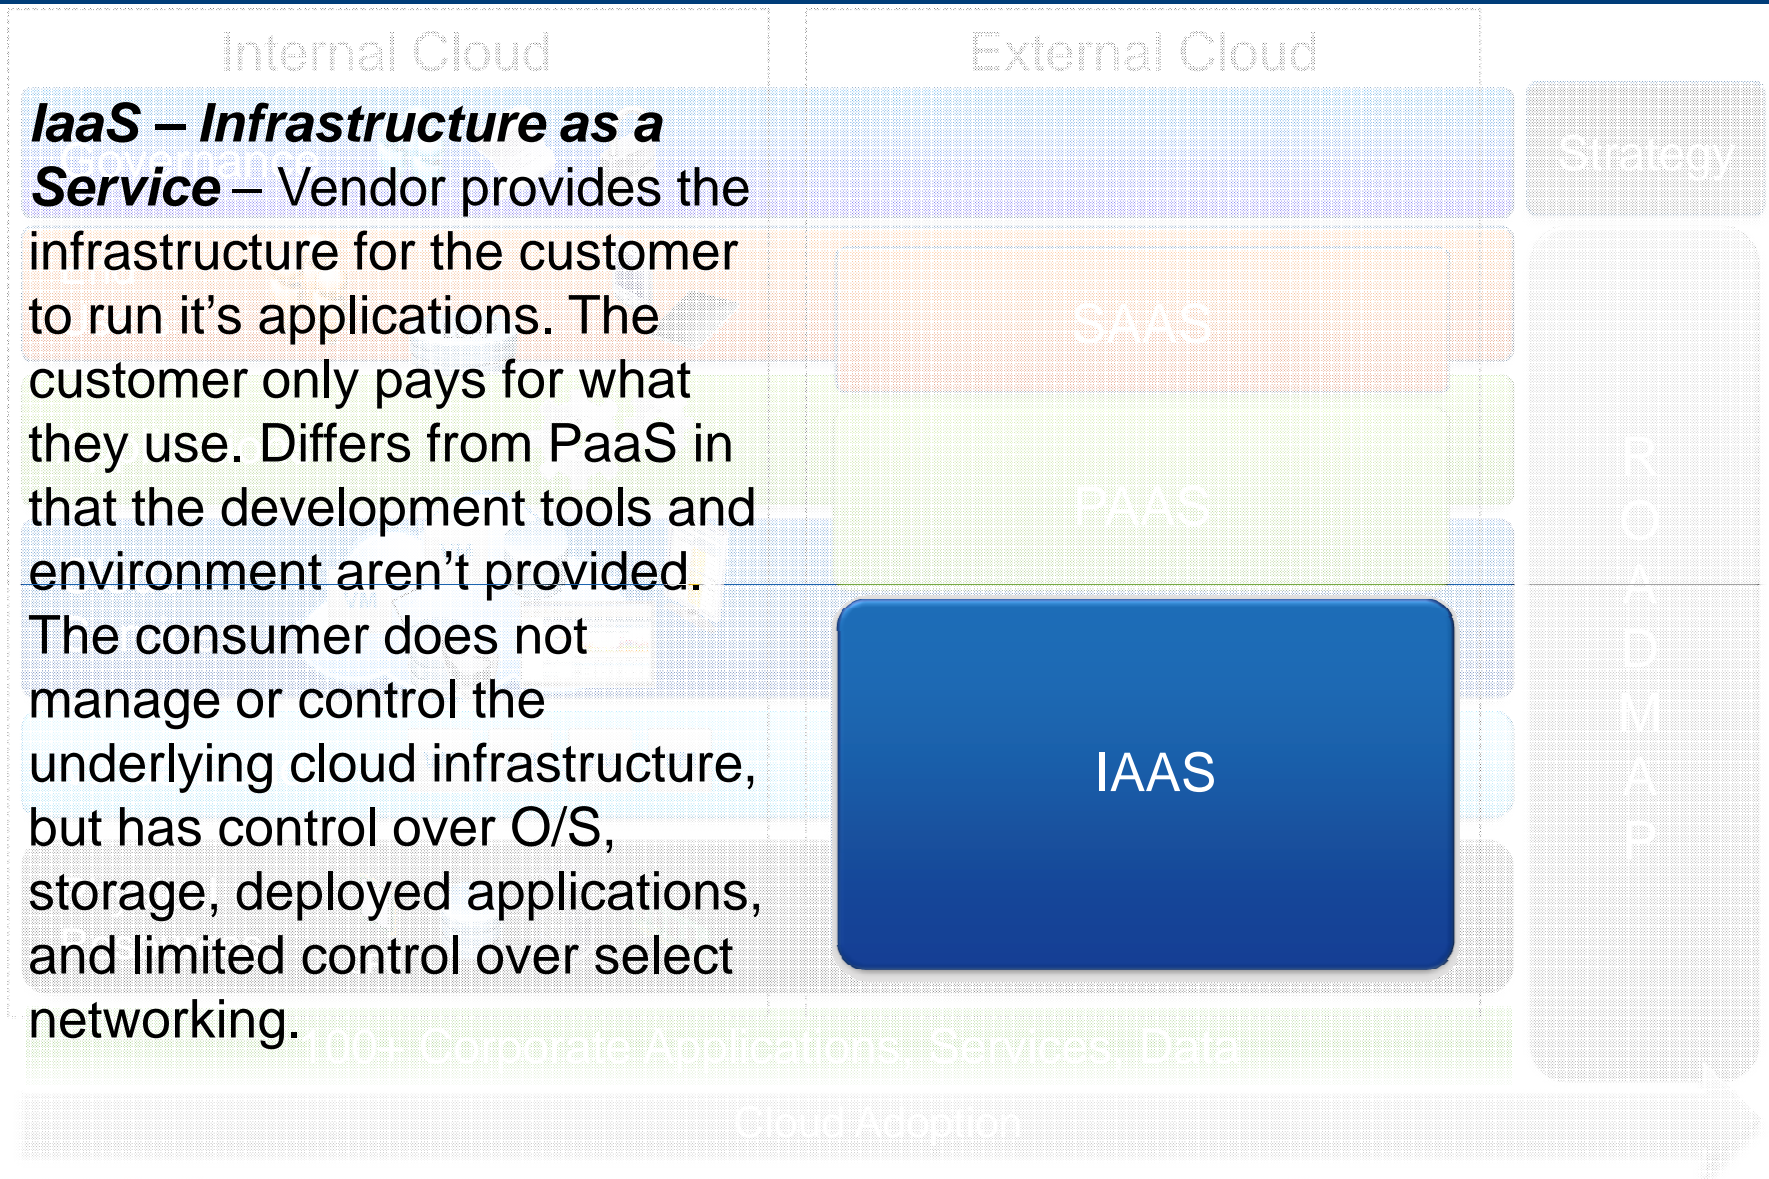 Internal Cloud
External Cloud
IaaS – Infrastructure as a
Service – Vendor provides the
infrastructure for the customer
to run it’s applications. The
customer only pays for what
they use. Differs from PaaS in
that the development tools and
environment aren’t provided.
The consumer does not
manage or control the
underlying cloud infrastructure,
but has control over O/S,
storage, deployed applications,
and limited control over select
networking.
Governance
Strategy
SAAS
PAAS
IAAS
R
O
A
D
M
A
P
100+ Corporate Applications, Services, Data
Cloud Adoption